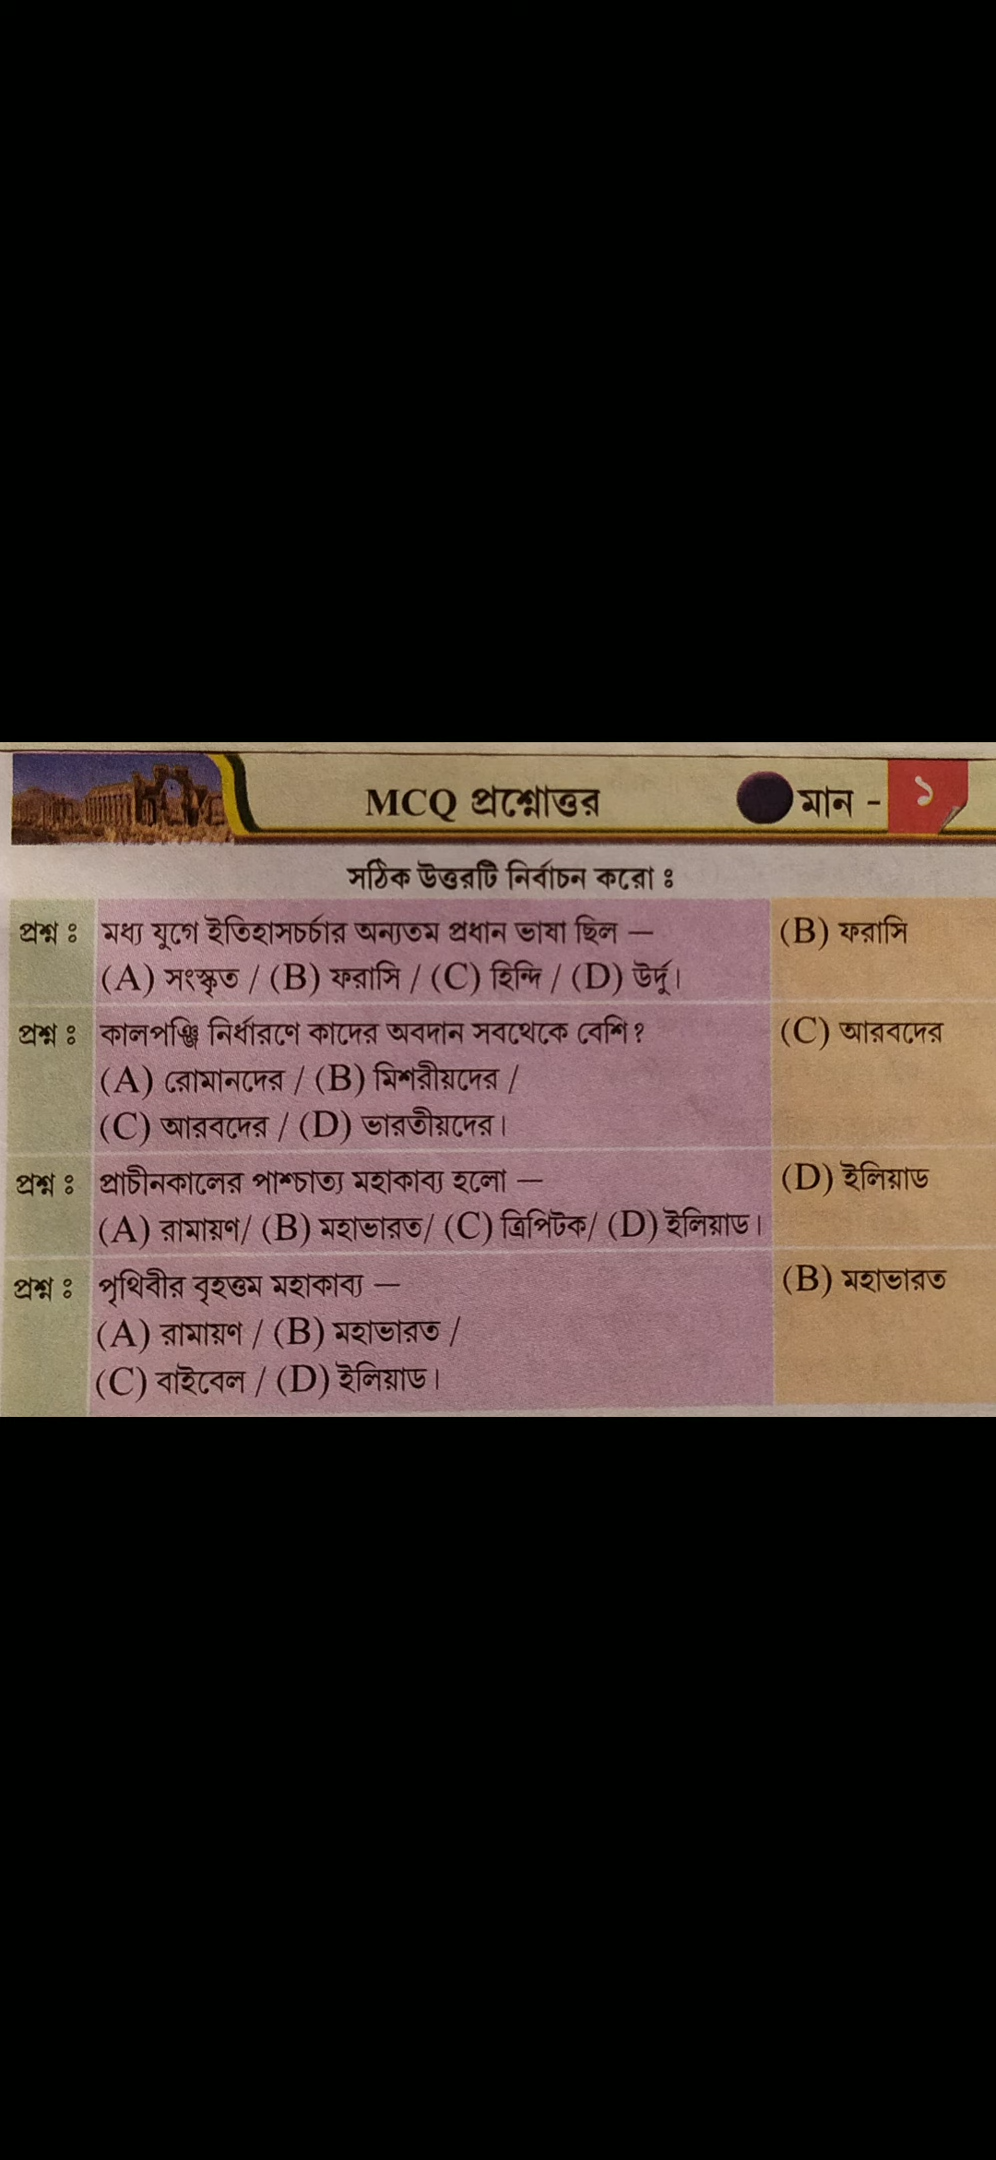 MCQ প্রশ্নোত্তর মান - ১
সঠিক উত্তরটি নির্বাচন করো ঃ
প্রশ্ন ঃ মধ্য যুগে ইতিহাসচর্চার অন্যতম প্রধান ভাষা ছিল — (B) ফরাসি
(A) সংস্কৃত / (B) ফরাসি / (C) হিন্দি / (D) উর্দু।
প্রশ্ন ঃ কালপঞ্জি নির্ধারণে কাদের অবদান সবথেকে বেশি? (C) আরবদের
(A) রোমানদের / (B) মিশরীয়দের /
(C) আরবদের / (D) ভারতীয়দের।
প্রশ্ন ঃ প্রাচীনকালের পাশ্চাত্য মহাকাব্য হলো — (D) ইলিয়াড
(A) রামায়ণ/ (B) মহাভারত/ (C) ত্রিপিটক/ (D) ইলিয়াড।
প্রশ্ন ঃ পৃথিবীর বৃহত্তম মহাকাব্য — (B) মহাভারত
(A) রামায়ণ / (B) মহাভারত /
(C) বাইবেল / (D) ইলিয়াড।